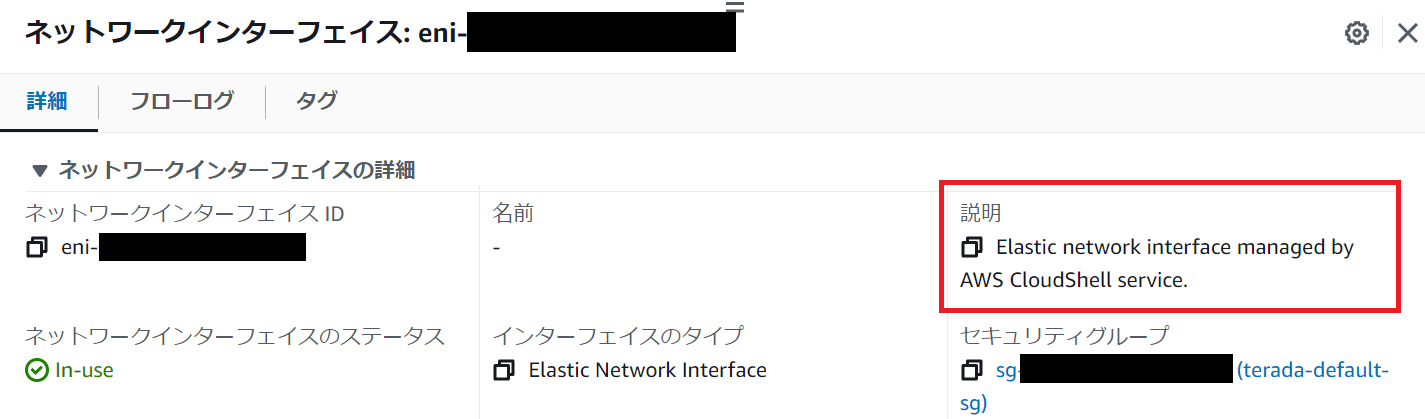 ネットワークインターフェイス: eni-
詳細
フローログ
タグ
▼ ネットワークインターフェイスの詳細
ネットワークインターフェイス ID
eni-
名前
-
説明
Elastic network interface managed by
AWS CloudShell service.
ネットワークインターフェイスのステータス
In-use
インターフェイスのタイプ
Elastic Network Interface
セキュリティグループ
sg- (terada-default-
sg)